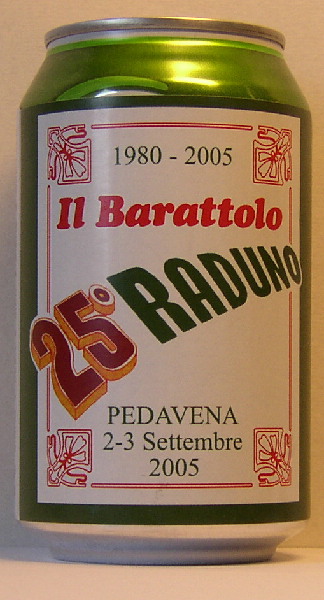 1980 - 2005
Il Barattolo
25° RADUNO
PEDAVENA
2-3 Settembre
2005